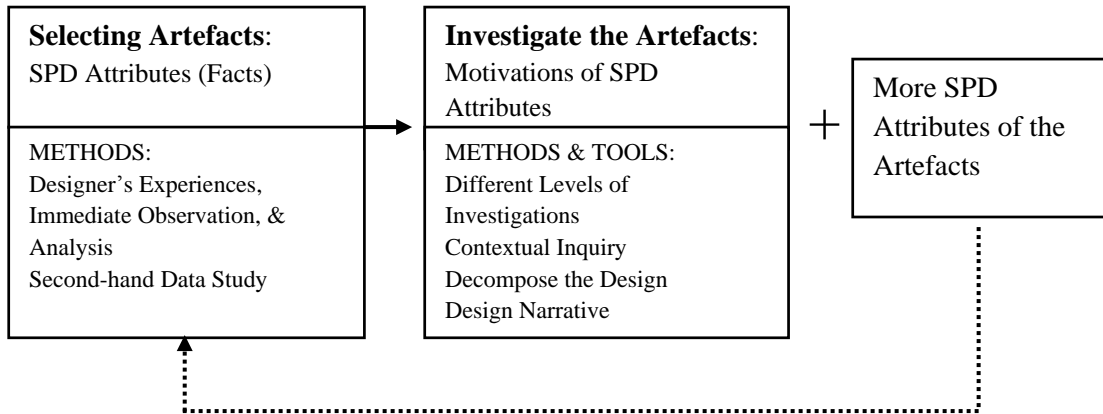 Selecting Artefacts:
SPD Attributes (Facts)
METHODS:
Designer’s Experiences,
Immediate Observation, &
Analysis
Second-hand Data Study
Investigate the Artefacts:
Motivations of SPD
Attributes
METHODS & TOOLS:
Different Levels of
Investigations
Contextual Inquiry
Decompose the Design
Design Narrative
+
More SPD
Attributes of the
Artefacts